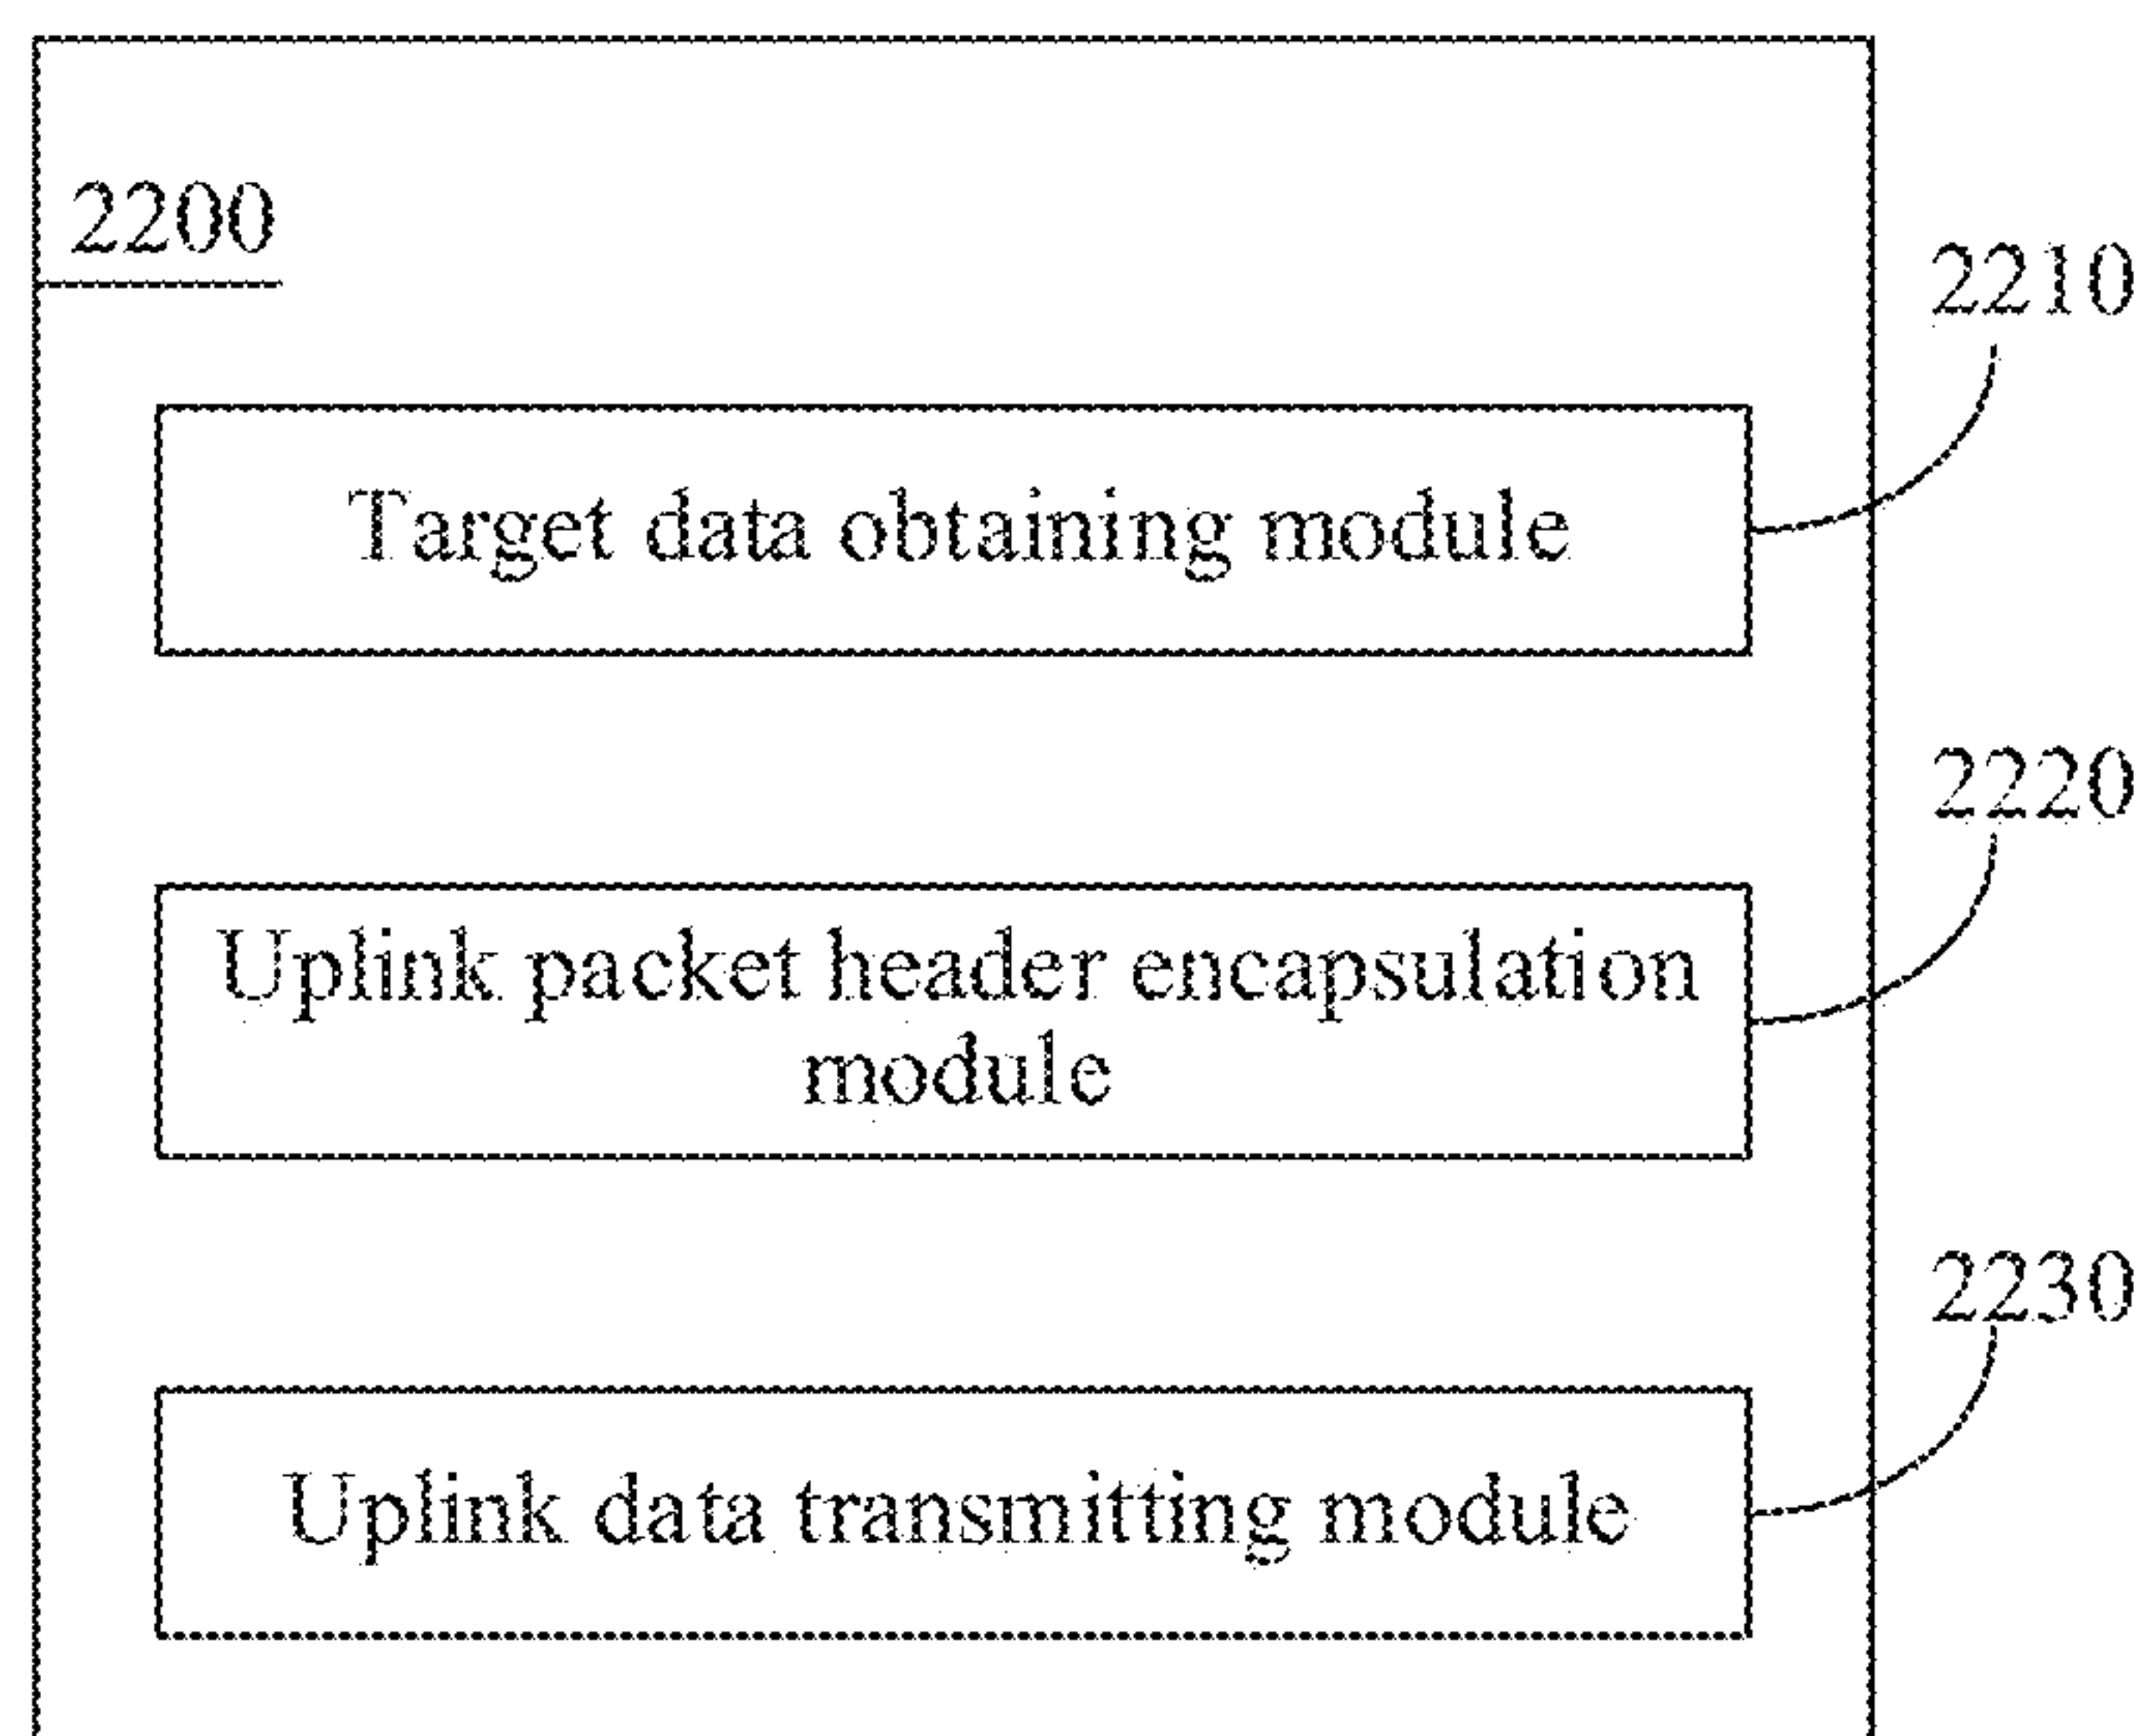 2200
2210
Target data obtaining module
2220
Uplink packet header encapsulation
module
2230
Uplink data transmitting module